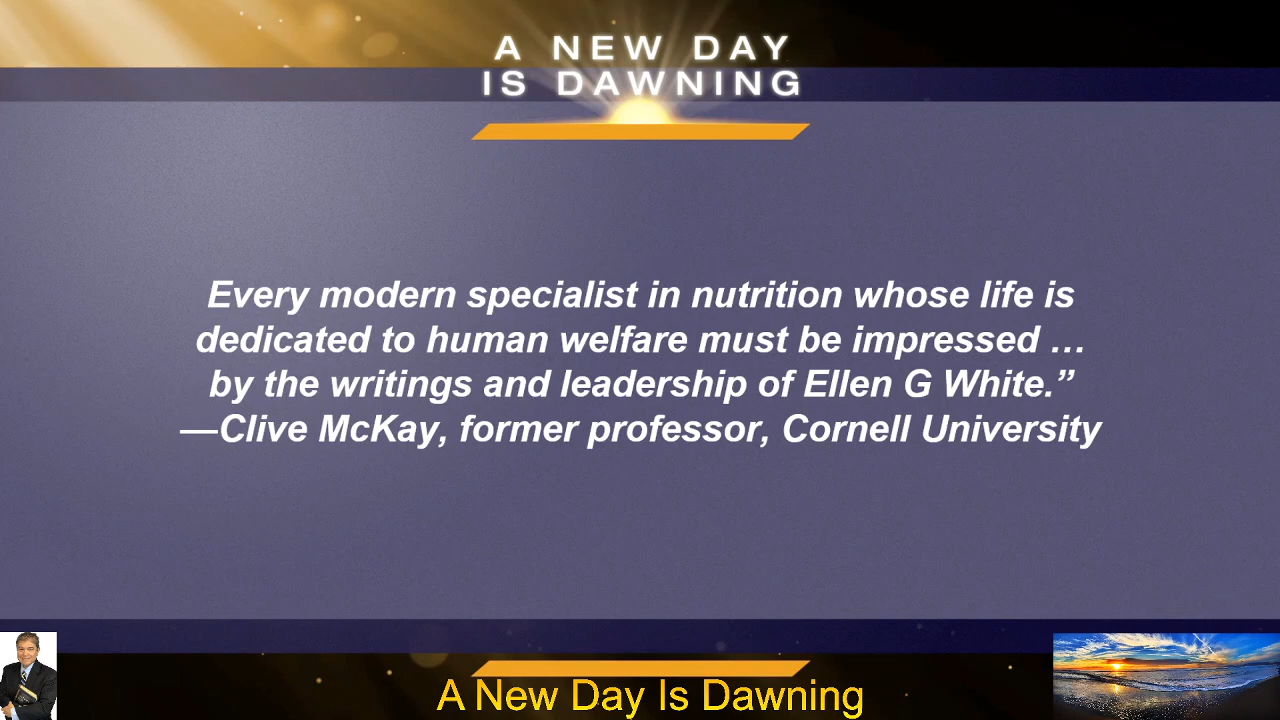 A NEW DAY
IS DAWNING
Every modern specialist in nutrition whose life is
dedicated to human welfare must be impressed …
by the writings and leadership of Ellen G White.”
—Clive McKay, former professor, Cornell University
A New Day Is Dawning